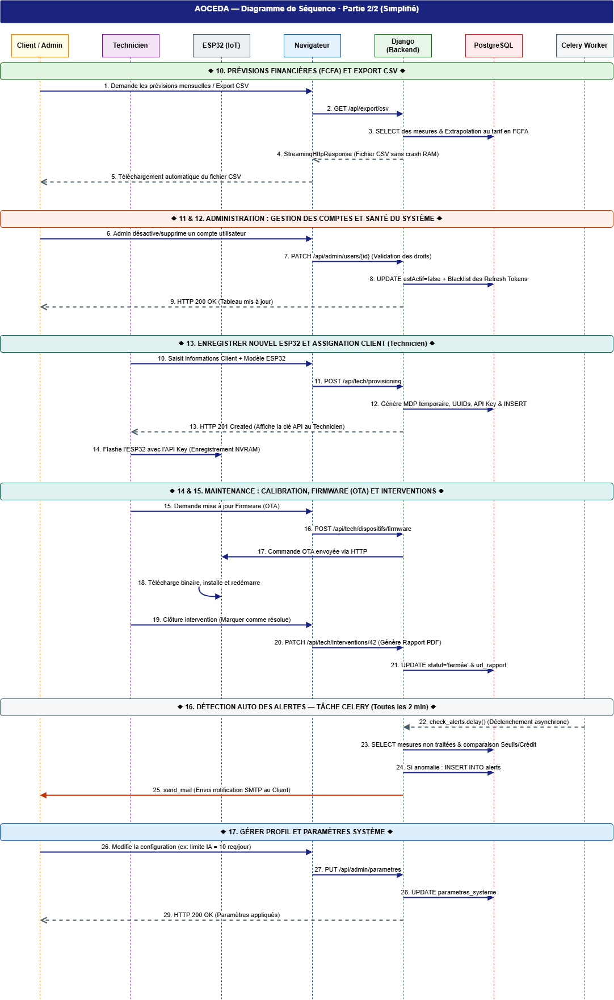 AOCEDA — Diagramme de Séquence · Partie 2/2 (Simplifié)
Client / Admin
Technicien
ESP32 (IoT)
Navigateur
Django
(Backend)
PostgreSQL
Celery Worker
◆ 10. PRÉVISIONS FINANCIÈRES (FCFA) ET EXPORT CSV ◆
1. Demande les prévisions mensuelles / Export CSV
2. GET /api/export/csv
3. SELECT des mesures & Extrapolation au tarif en FCFA
4. StreamingHttpResponse (Fichier CSV sans crash RAM)
5. Téléchargement automatique du fichier CSV
◆ 11 & 12. ADMINISTRATION : GESTION DES COMPTES ET SANTÉ DU SYSTÈME ◆
6. Admin désactive/supprime un compte utilisateur
7. PATCH /api/admin/users/{id} (Validation des droits)
8. UPDATE estActif=false + Blacklist des Refresh Tokens
9. HTTP 200 OK (Tableau mis à jour)
◆ 13. ENREGISTRER NOUVEL ESP32 ET ASSIGNATION CLIENT (Technicien) ◆
10. Saisit informations Client + Modèle ESP32
11. POST /api/tech/provisioning
12. Génère MDP temporaire, UUIDs, API Key & INSERT
13. HTTP 201 Created (Affiche la clé API au Technicien)
14. Flashe l'ESP32 avec l'API Key (Enregistrement NVRAM)
◆ 14 & 15. MAINTENANCE : CALIBRATION, FIRMWARE (OTA) ET INTERVENTIONS ◆
15. Demande mise à jour Firmware (OTA)
16. POST /api/tech/dispositifs/firmware
17. Commande OTA envoyée via HTTP
18. Télécharge binaire, installe et redémarre
19. Clôture intervention (Marquer comme résolue)
20. PATCH /api/tech/interventions/42 (Génère Rapport PDF)
21. UPDATE statut='fermée' & url_rapport
◆ 16. DÉTECTION AUTO DES ALERTES — TÂCHE CELERY (Toutes les 2 min) ◆
22. check_alerts.delay() (Déclenchement asynchrone)
23. SELECT mesures non traitées & comparaison Seuils/Crédit
24. Si anomalie : INSERT INTO alerts
25. send_mail (Envoi notification SMTP au Client)
◆ 17. GÉRER PROFIL ET PARAMÈTRES SYSTÈME ◆
26. Modifie la configuration (ex: limite IA = 10 req/jour)
27. PUT /api/admin/parametres
28. UPDATE parametres_systeme
29. HTTP 200 OK (Paramètres appliqués)